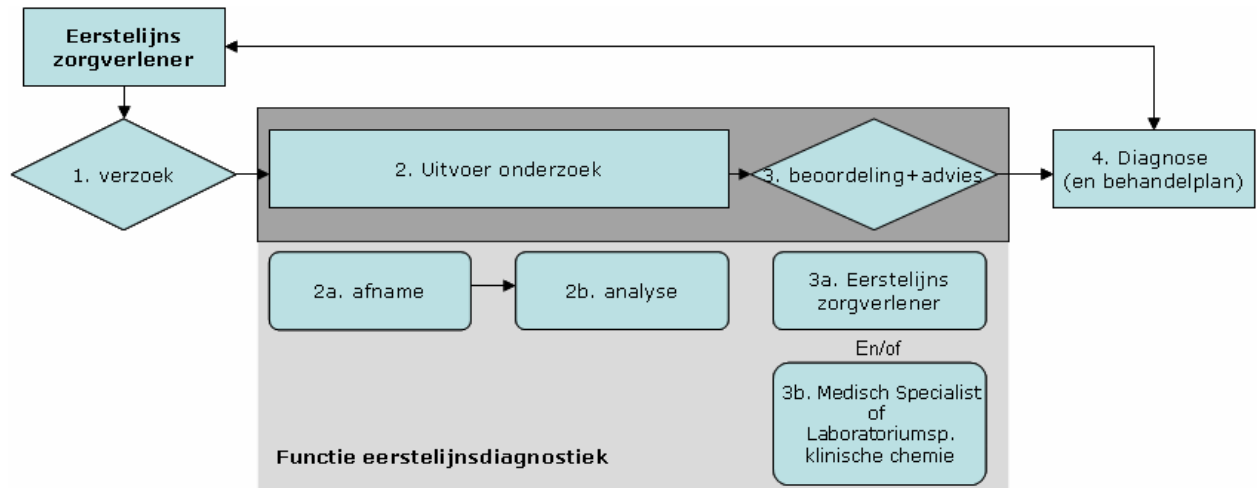 Eerstelijns
zorgverlener
1. verzoek
2. Uitvoer onderzoek
3. beoordeling+advies
4. Diagnose
(en behandelplan)
2a. afname
2b. analyse
3a. Eerstelijns
zorgverlener
En/of
3b. Medisch Specialist
of
Laboratoriumsp.
klinische chemie
Functie eerstelijnsdiagnostiek